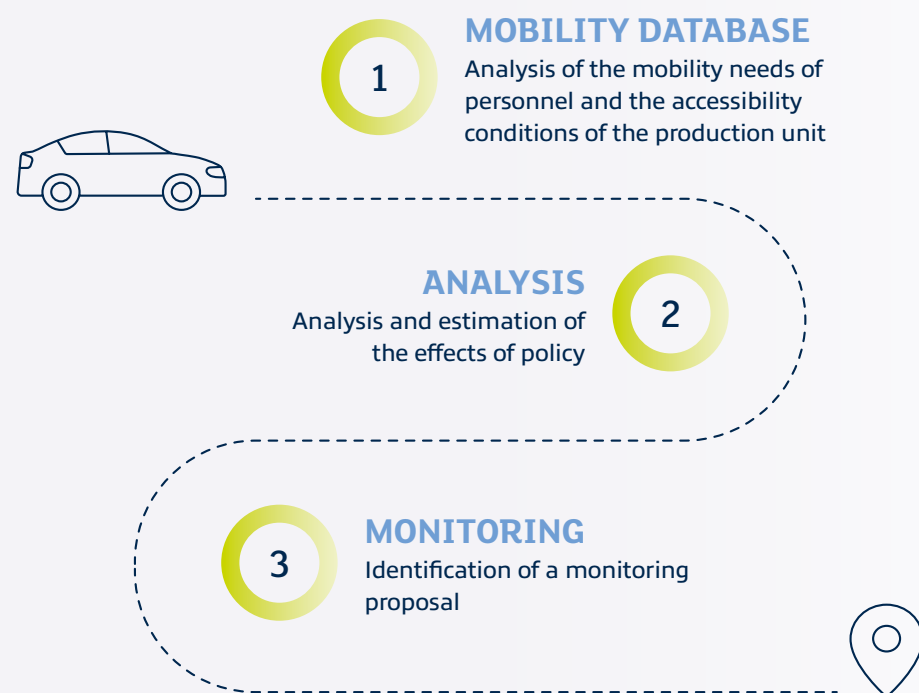 1
MOBILITY DATABASE
Analysis of the mobility needs of
personnel and the accessibility
conditions of the production unit
ANALYSIS
Analysis and estimation of
the effects of policy
2
3
MONITORING
Identification of a monitoring
proposal